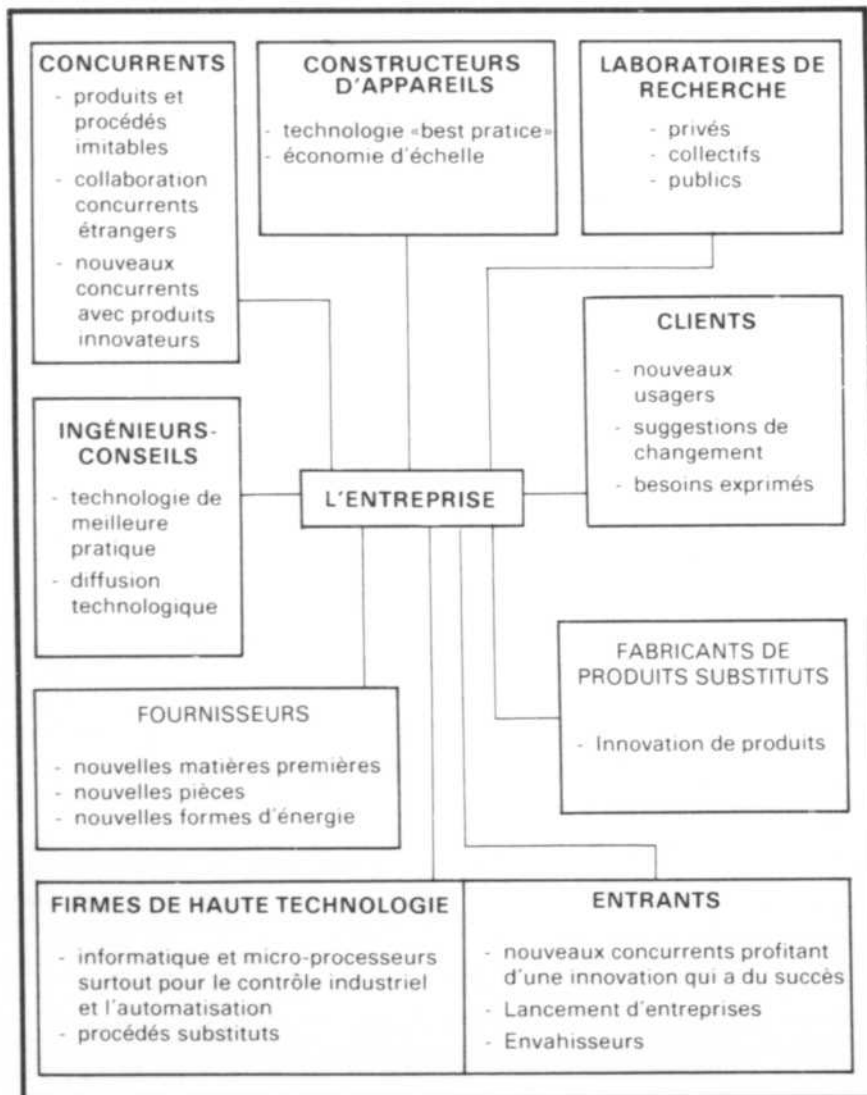 CONCURRENTS
- produits et
procédés
imitables
- collaboration
concurrents
étrangers
- nouveaux
concurrents
avec produits
innovateurs
CONSTRUCTEURS
D'APPAREILS
- technologie «best pratice»
- économie d'échelle
LABORATOIRES DE
RECHERCHE
- privés
- collectifs
- publics
CLIENTS
- nouveaux
usagers
- suggestions de
changement
- besoins exprimés
INGÉNIEURS-
CONSEILS
- technologie de
meilleure
pratique
- diffusion
technologique
L'ENTREPRISE
FABRICANTS DE
PRODUITS SUBSTITUTS
- Innovation de produits
FOURNISSEURS
- nouvelles matières premières
- nouvelles pièces
- nouvelles formes d'énergie
FIRMES DE HAUTE TECHNOLOGIE
- informatique et micro-processeurs
surtout pour le contrôle industriel
et l'automatisation
- procédés substituts
ENTRANTS
- nouveaux concurrents profitant
d'une innovation qui a du succès
- Lancement d'entreprises
- Envahisseurs